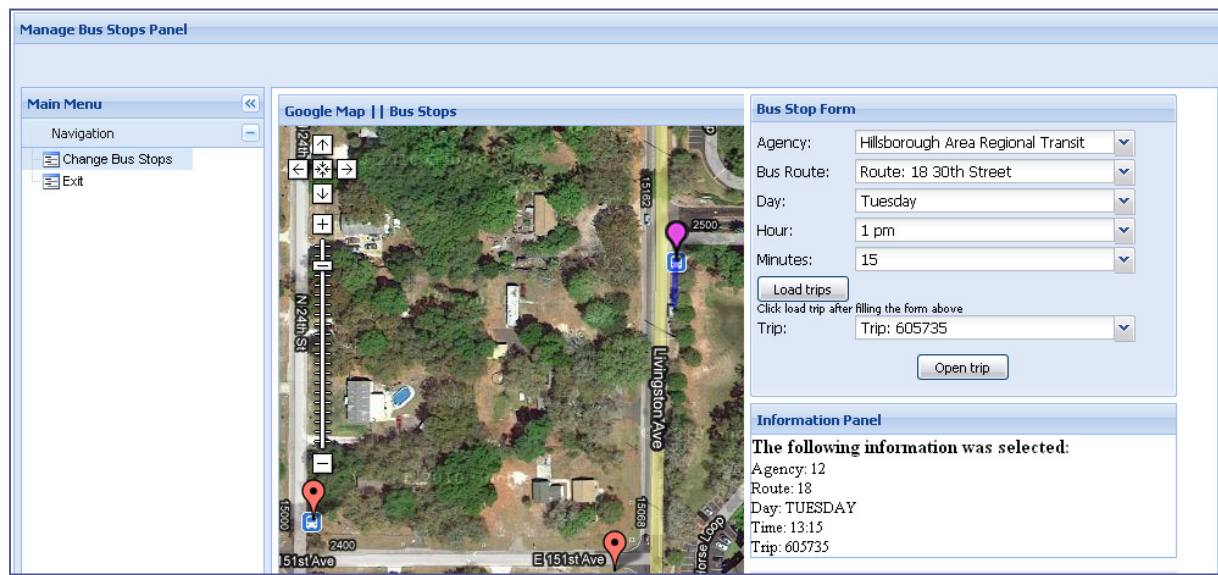 Manage Bus Stops Panel
Main Menu
Navigation
Change Bus Stops
Exit
Google Map || Bus Stops
N 24th St
15162
2500
Livingston Ave
15000
15068
2400
151st Ave
E 151st Ave
orse Loop
Bus Stop Form
Agency: Hillsborough Area Regional Transit
Bus Route: Route: 18 30th Street
Day: Tuesday
Hour: 1 pm
Minutes: 15
Load trips
Click load trip after filling the form above
Trip: Trip: 605735
Open trip
Information Panel
The following information was selected:
Agency: 12
Route: 18
Day: TUESDAY
Time: 13:15
Trip: 605735